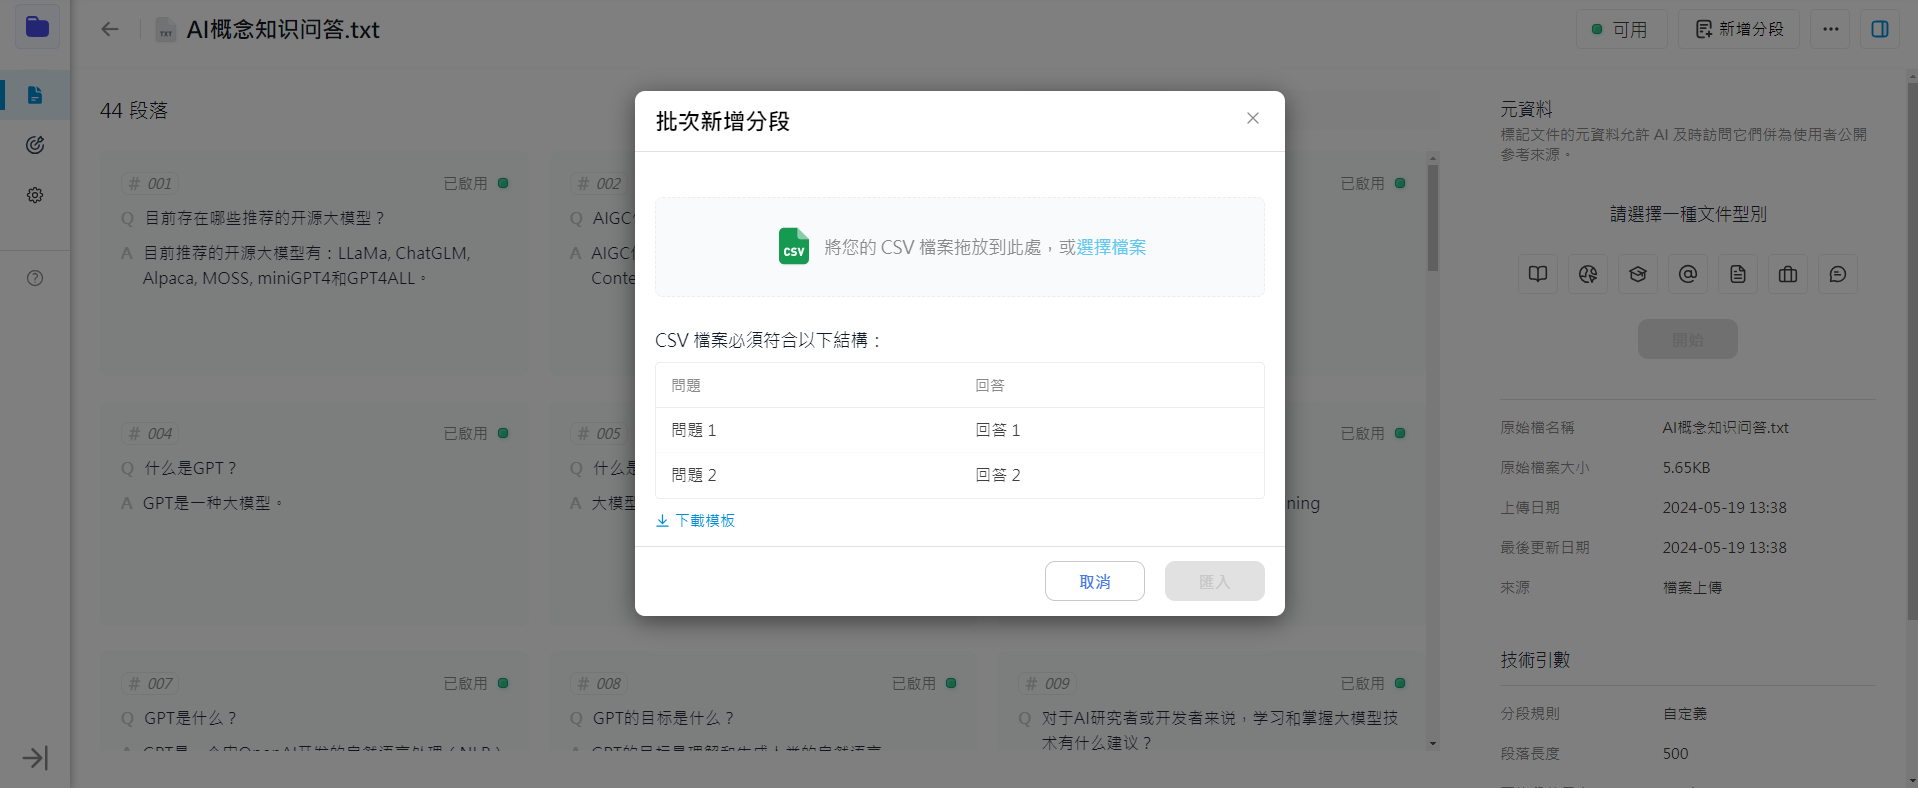 AI概念知识问答.txt
可用
新增分段
44 段落
# 001
已啟用
Q 目前存在哪些推荐的开源大模型？
A 目前推荐的开源大模型有：LLaMa, ChatGLM,
Alpaca, MOSS, miniGPT4和GPT4ALL。
# 002
已啟用
Q AIGC
A AIGC
Conte
# 004
已啟用
Q 什么是GPT？
A GPT是一种大模型。
# 005
已啟用
Q 什么是
A 大模型
ning
# 007
已啟用
Q GPT是什么？
# 008
已啟用
Q GPT的目标是什么？
# 009
已啟用
Q 对于AI研究者或开发者来说，学习和掌握大模型技
术有什么建议？
批次新增分段
CSV
將您的 CSV 檔案拖放到此處，或選擇檔案
CSV 檔案必須符合以下結構：
問題 回答
問題 1 回答 1
問題 2 回答 2
下載模板
取消
匯入
元資料
標記文件的元資料允許 AI 及時訪問它們併為使用者公開
參考來源。
請選擇一種文件型別
開始
原始檔名稱 AI概念知识问答.txt
原始檔案大小 5.65KB
上傳日期 2024-05-19 13:38
最後更新日期 2024-05-19 13:38
來源 檔案上傳
技術引數
分段規則 自定義
段落長度 500